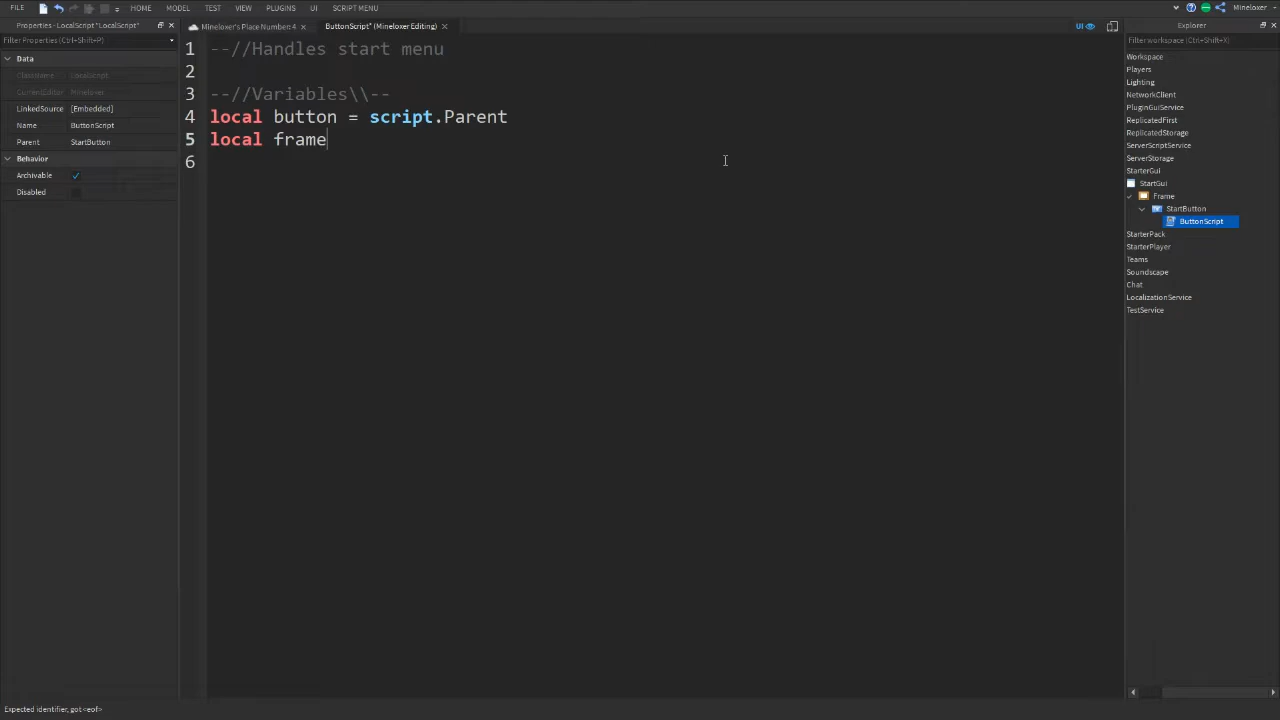 FILE HOME MODEL TEST VIEW PLUGINS UI SCRIPT MENU Mineloxer
Properties - LocalScript "LocalScript"
Mineloxer's Place Number: 4 ButtonScript* (Mineloxer Editing) UI Explorer
Filter Properties (Ctrl+Shift+P)
Filter workspace (Ctrl+Shift+X)
Data
ClassName LocalScript
CurrentEditor Mineloxer
LinkedSource [Embedded]
Name ButtonScript
Parent StartButton
Behavior
Archivable
Disabled
1 --//Handles start menu
2
3 --//Variables\\--
4 local button = script.Parent
5 local frame
6
Workspace
Players
Lighting
NetworkClient
PluginGuiService
ReplicatedFirst
ReplicatedStorage
ServerScriptService
ServerStorage
StarterGui
StartGui
Frame
StartButton
ButtonScript
StarterPack
StarterPlayer
Teams
Soundscape
Chat
LocalizationService
TestService
Expected identifier, got <eof>